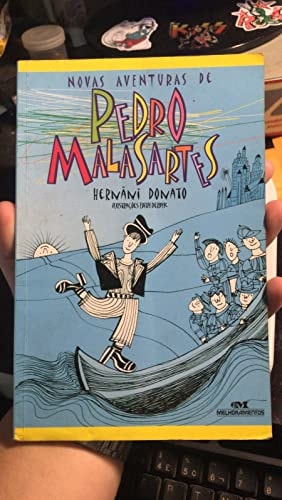 NOVAS AVENTURAS DE
PEDRO
MALASARTES
HERNÂNI DONATO
MELHORAMENTOS